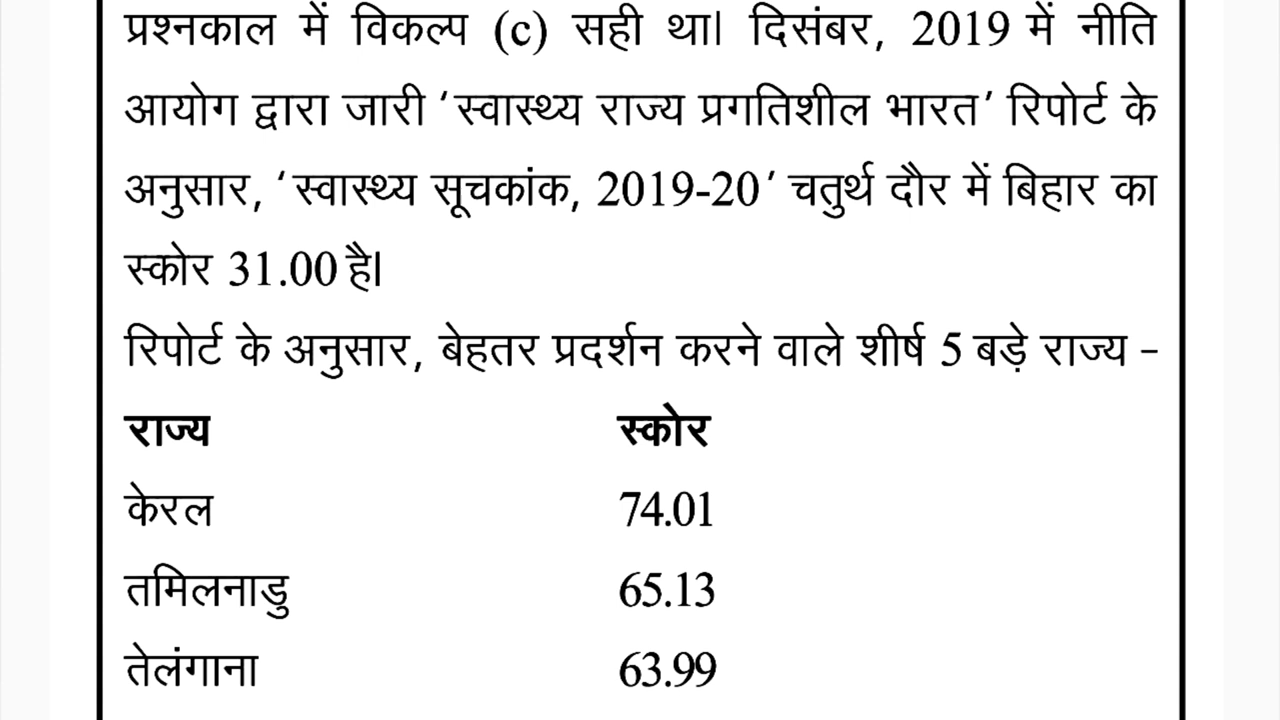 प्रश्नकाल में विकल्प (c) सही था। दिसंबर, 2019 में नीति
आयोग द्वारा जारी ‘स्वास्थ्य राज्य प्रगतिशील भारत’ रिपोर्ट के
अनुसार, ‘स्वास्थ्य सूचकांक, 2019-20’ चतुर्थ दौर में बिहार का
स्कोर 31.00 है।
रिपोर्ट के अनुसार, बेहतर प्रदर्शन करने वाले शीर्ष 5 बड़े राज्य –
राज्य स्कोर
केरल 74.01
तमिलनाडु 65.13
तेलंगाना 63.99